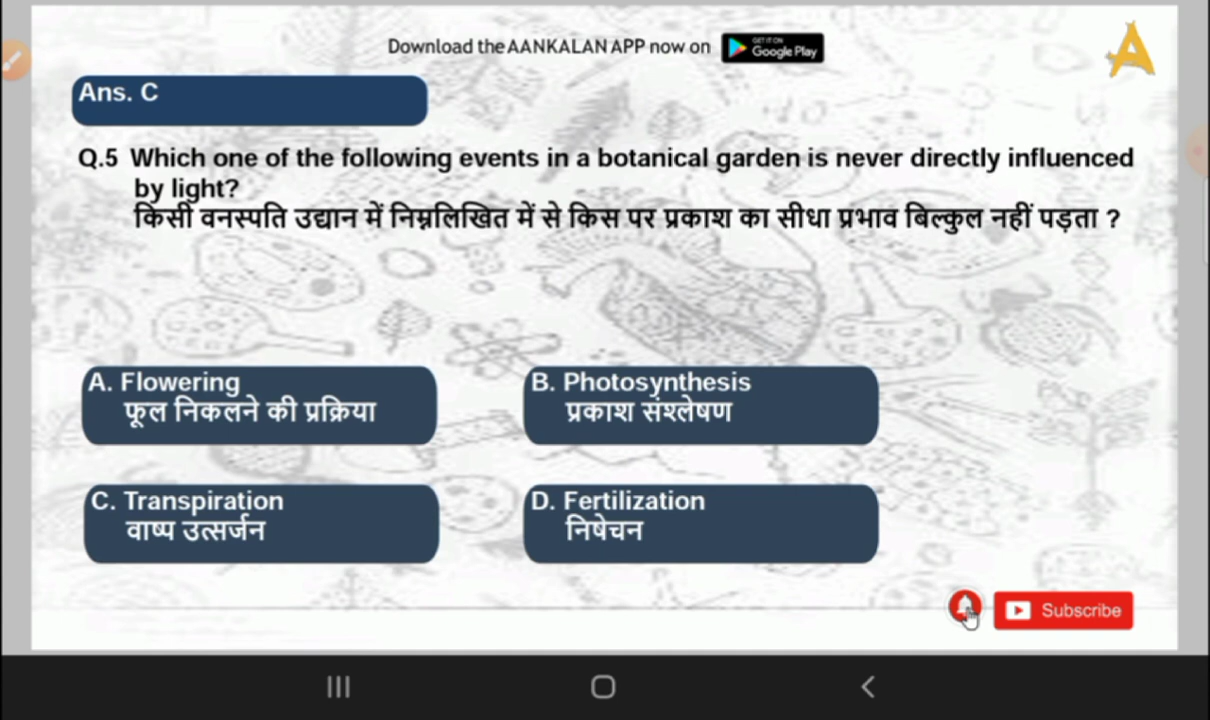 Download the AANKALAN APP now on
GET IT ON
Google Play
Ans. C
Q.5 Which one of the following events in a botanical garden is never directly influenced
by light?
किसी वनस्पति उद्यान में निम्नलिखित में से किस पर प्रकाश का सीधा प्रभाव बिल्कुल नहीं पड़ता ?
A. Flowering
फूल निकलने की प्रक्रिया
B. Photosynthesis
प्रकाश संश्लेषण
C. Transpiration
वाष्प उत्सर्जन
D. Fertilization
निषेचन
Subscribe